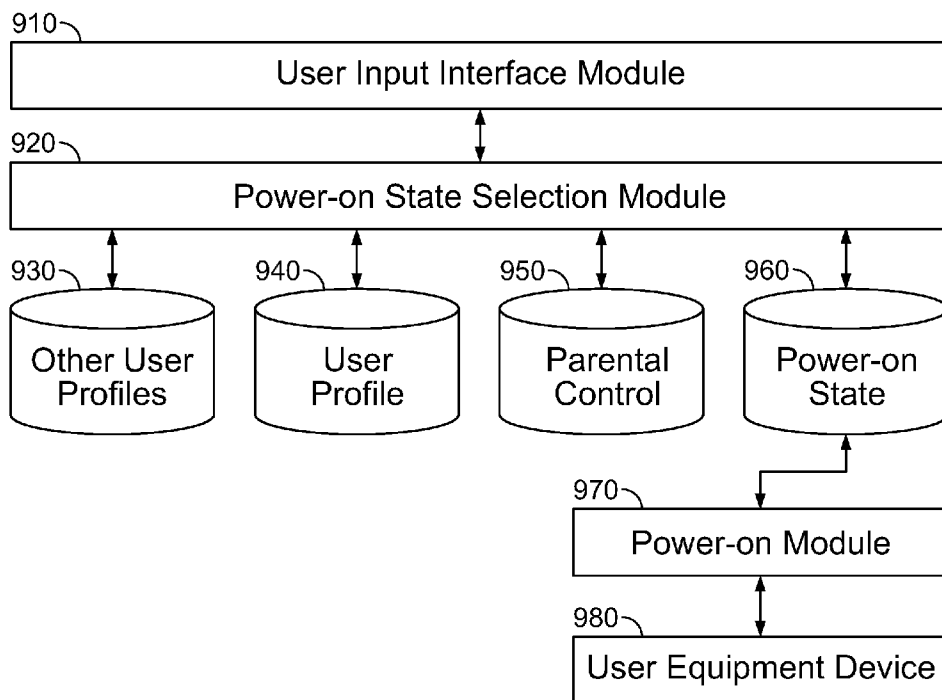 910
User Input Interface Module
920
Power-on State Selection Module
930
940
950
960
Other User
Profiles
User
Profile
Parental
Control
Power-on
State
970
Power-on Module
980
User Equipment Device